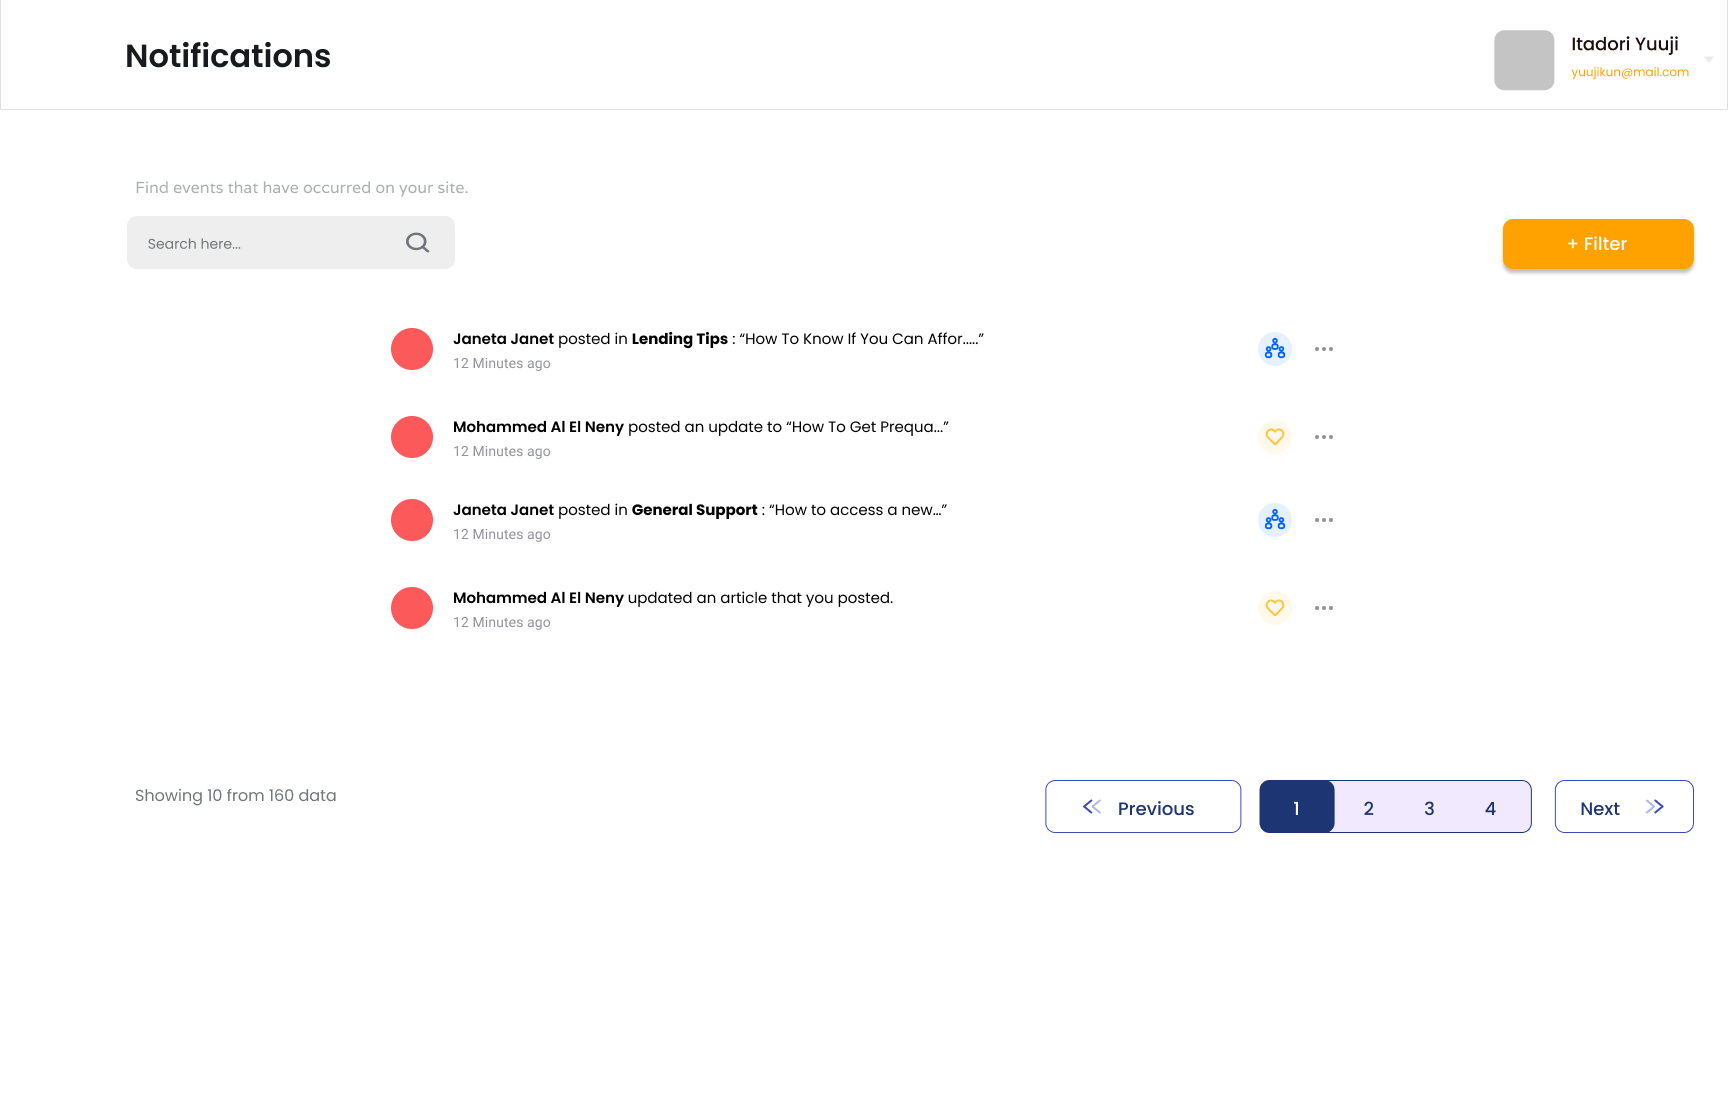 Notifications
Itadori Yuuji
yuujikun@mail.com
Find events that have occurred on your site.
Search here...
+ Filter
Janeta Janet posted in Lending Tips : “How To Know If You Can Affor.....”
12 Minutes ago
Mohammed Al El Neny posted an update to “How To Get Prequa...”
12 Minutes ago
Janeta Janet posted in General Support : “How to access a new...”
12 Minutes ago
Mohammed Al El Neny updated an article that you posted.
12 Minutes ago
Showing 10 from 160 data
Previous 1 2 3 4 Next